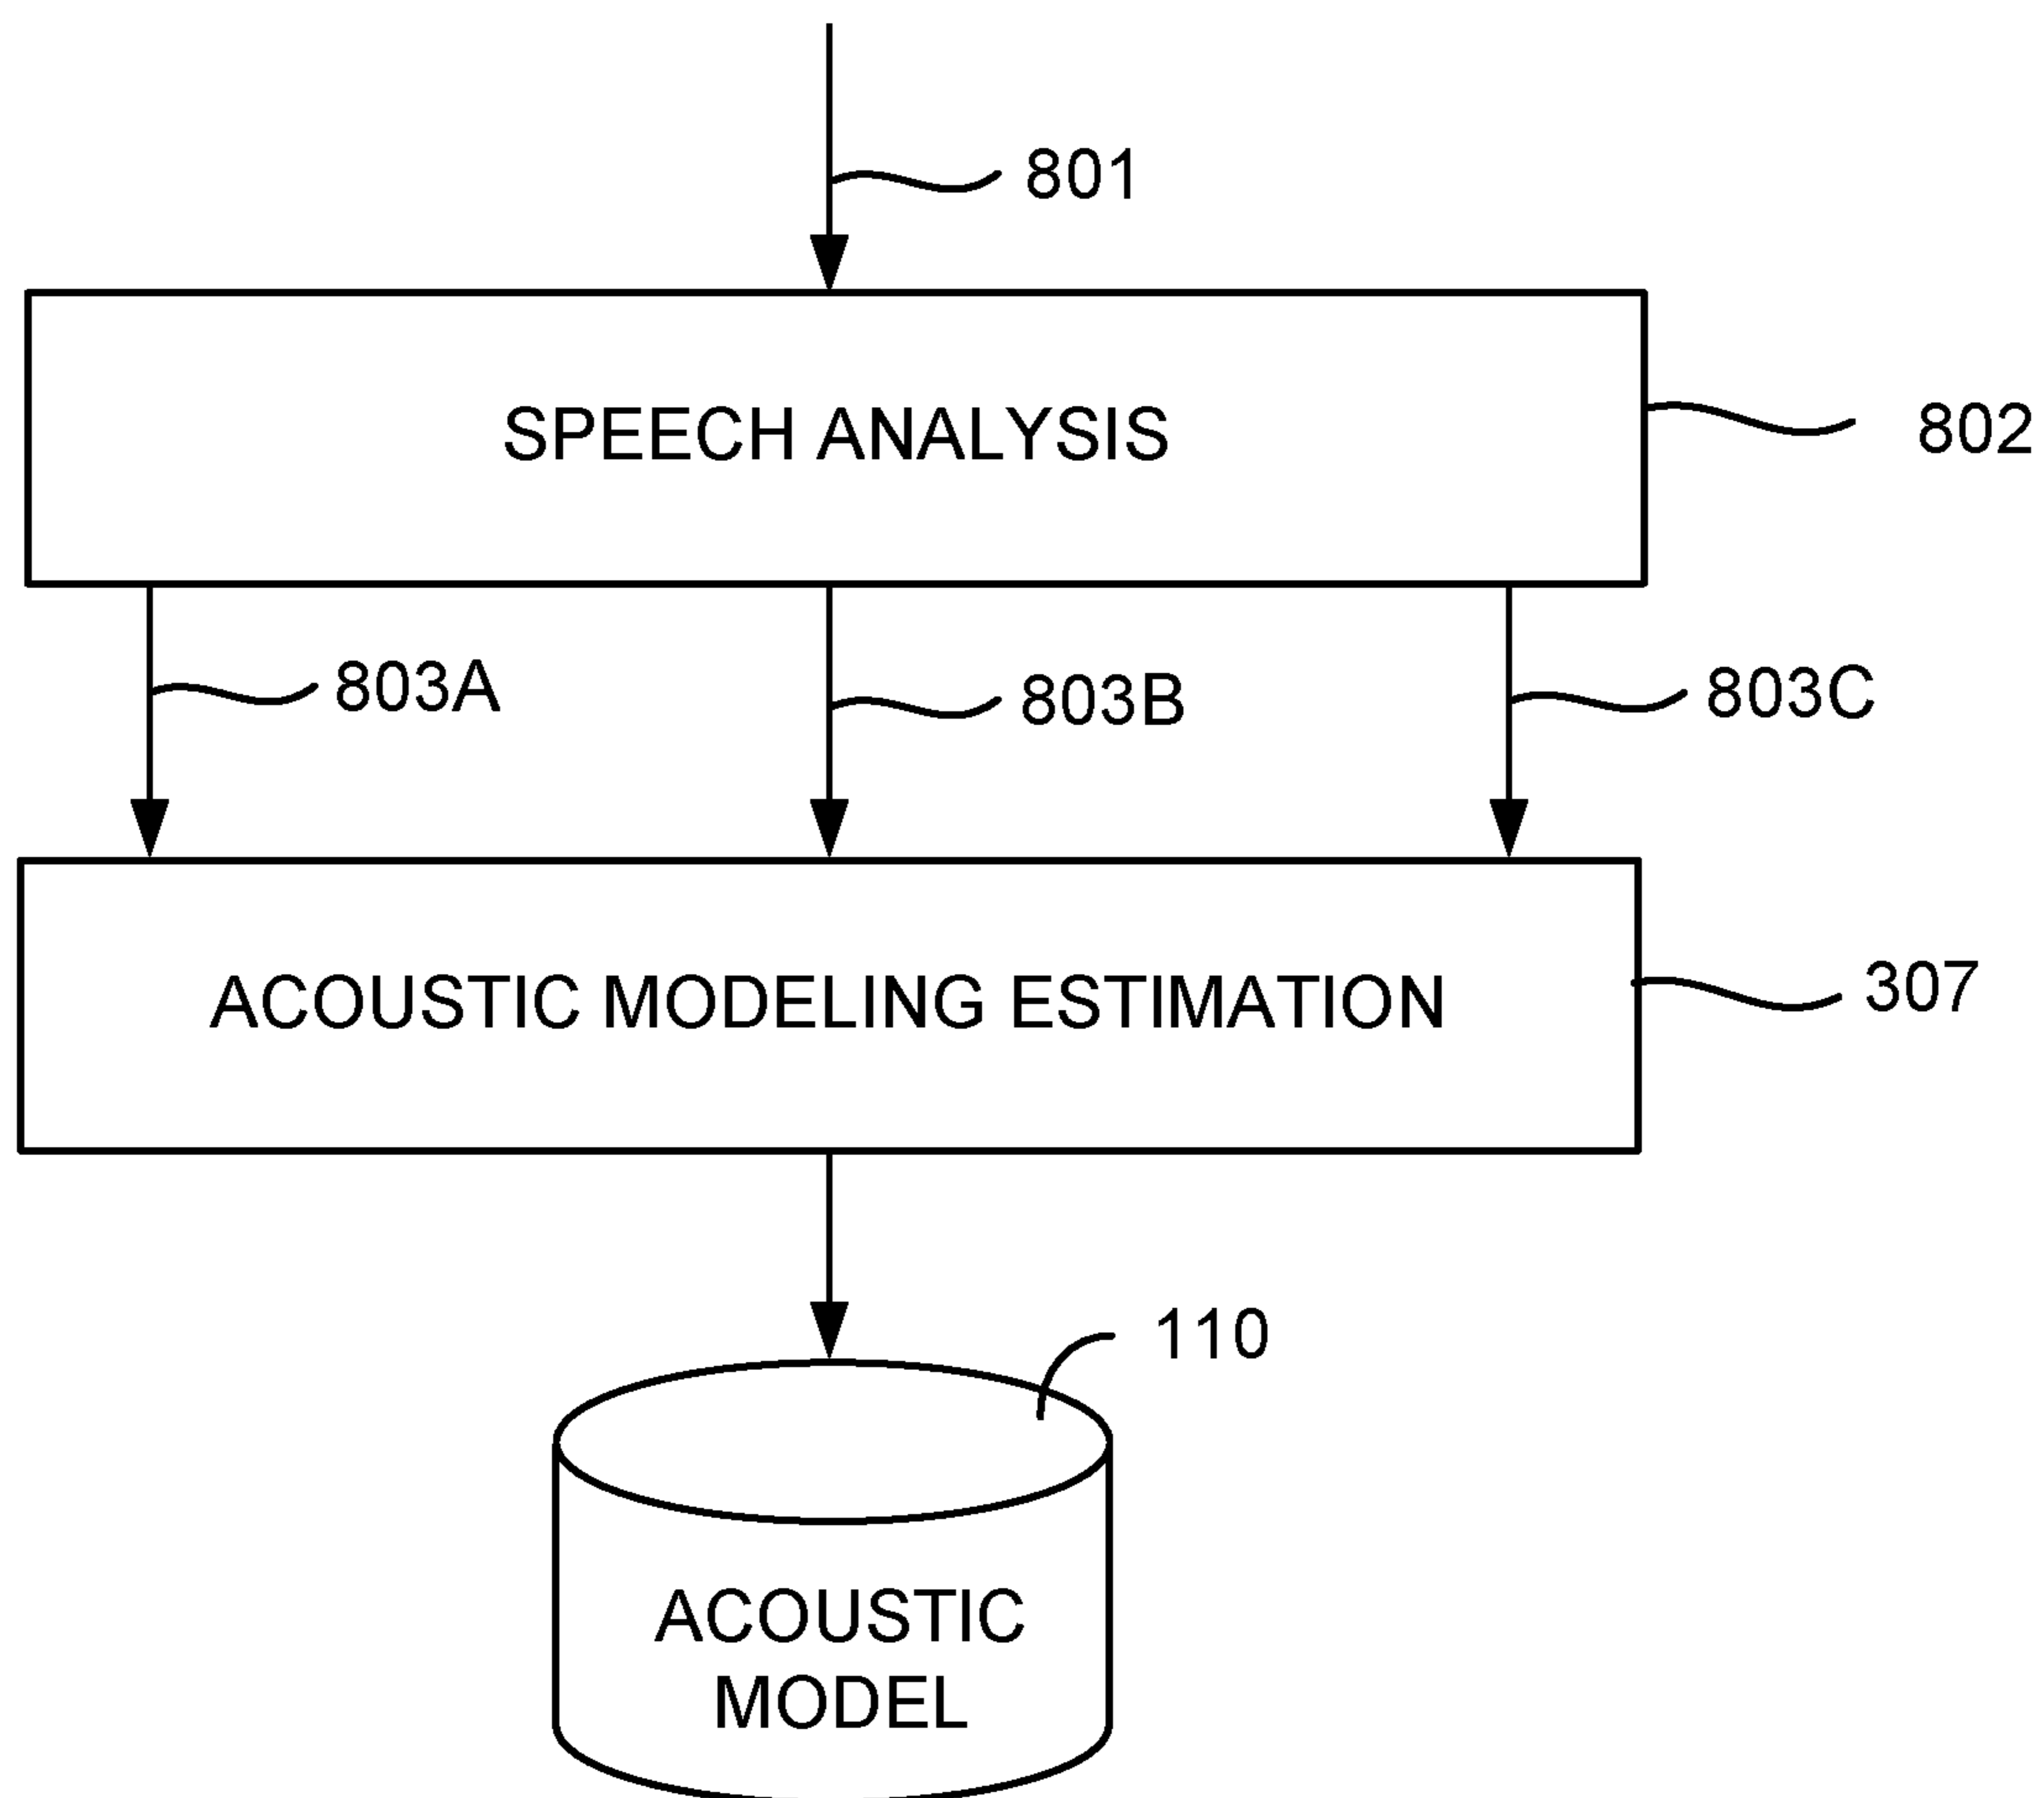 801
SPEECH ANALYSIS
802
803A
803B
803C
ACOUSTIC MODELING ESTIMATION
307
110
ACOUSTIC
MODEL